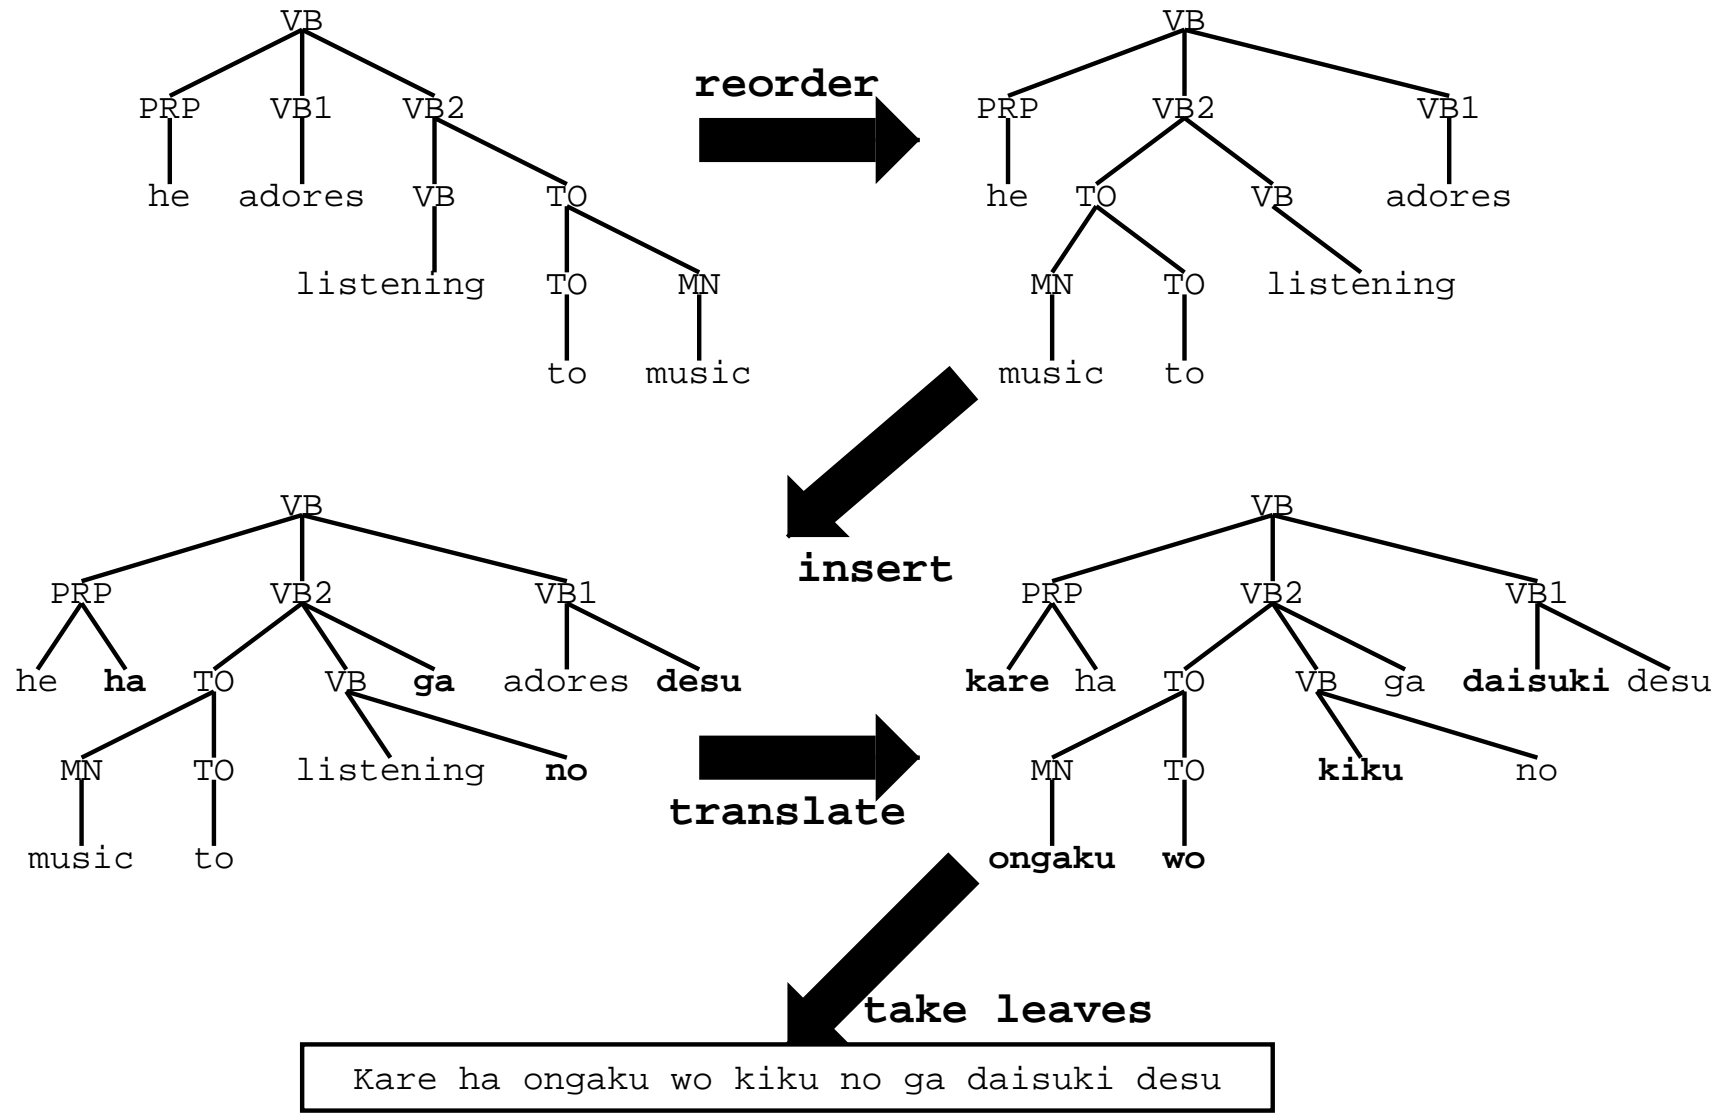 VB VB
reorder
PRP VB1 VB2 PRP VB2 VB1
he adores VB TO he TO VB adores
listening TO MN MN TO listening
to music music to
VB VB
insert
PRP VB2 VB1 PRP VB2 VB1
he ha TO VB ga adores desu kare ha TO VB ga daisuki desu
MN TO listening no MN TO kiku no
translate
music to ongaku wo
take leaves
Kare ha ongaku wo kiku no ga daisuki desu